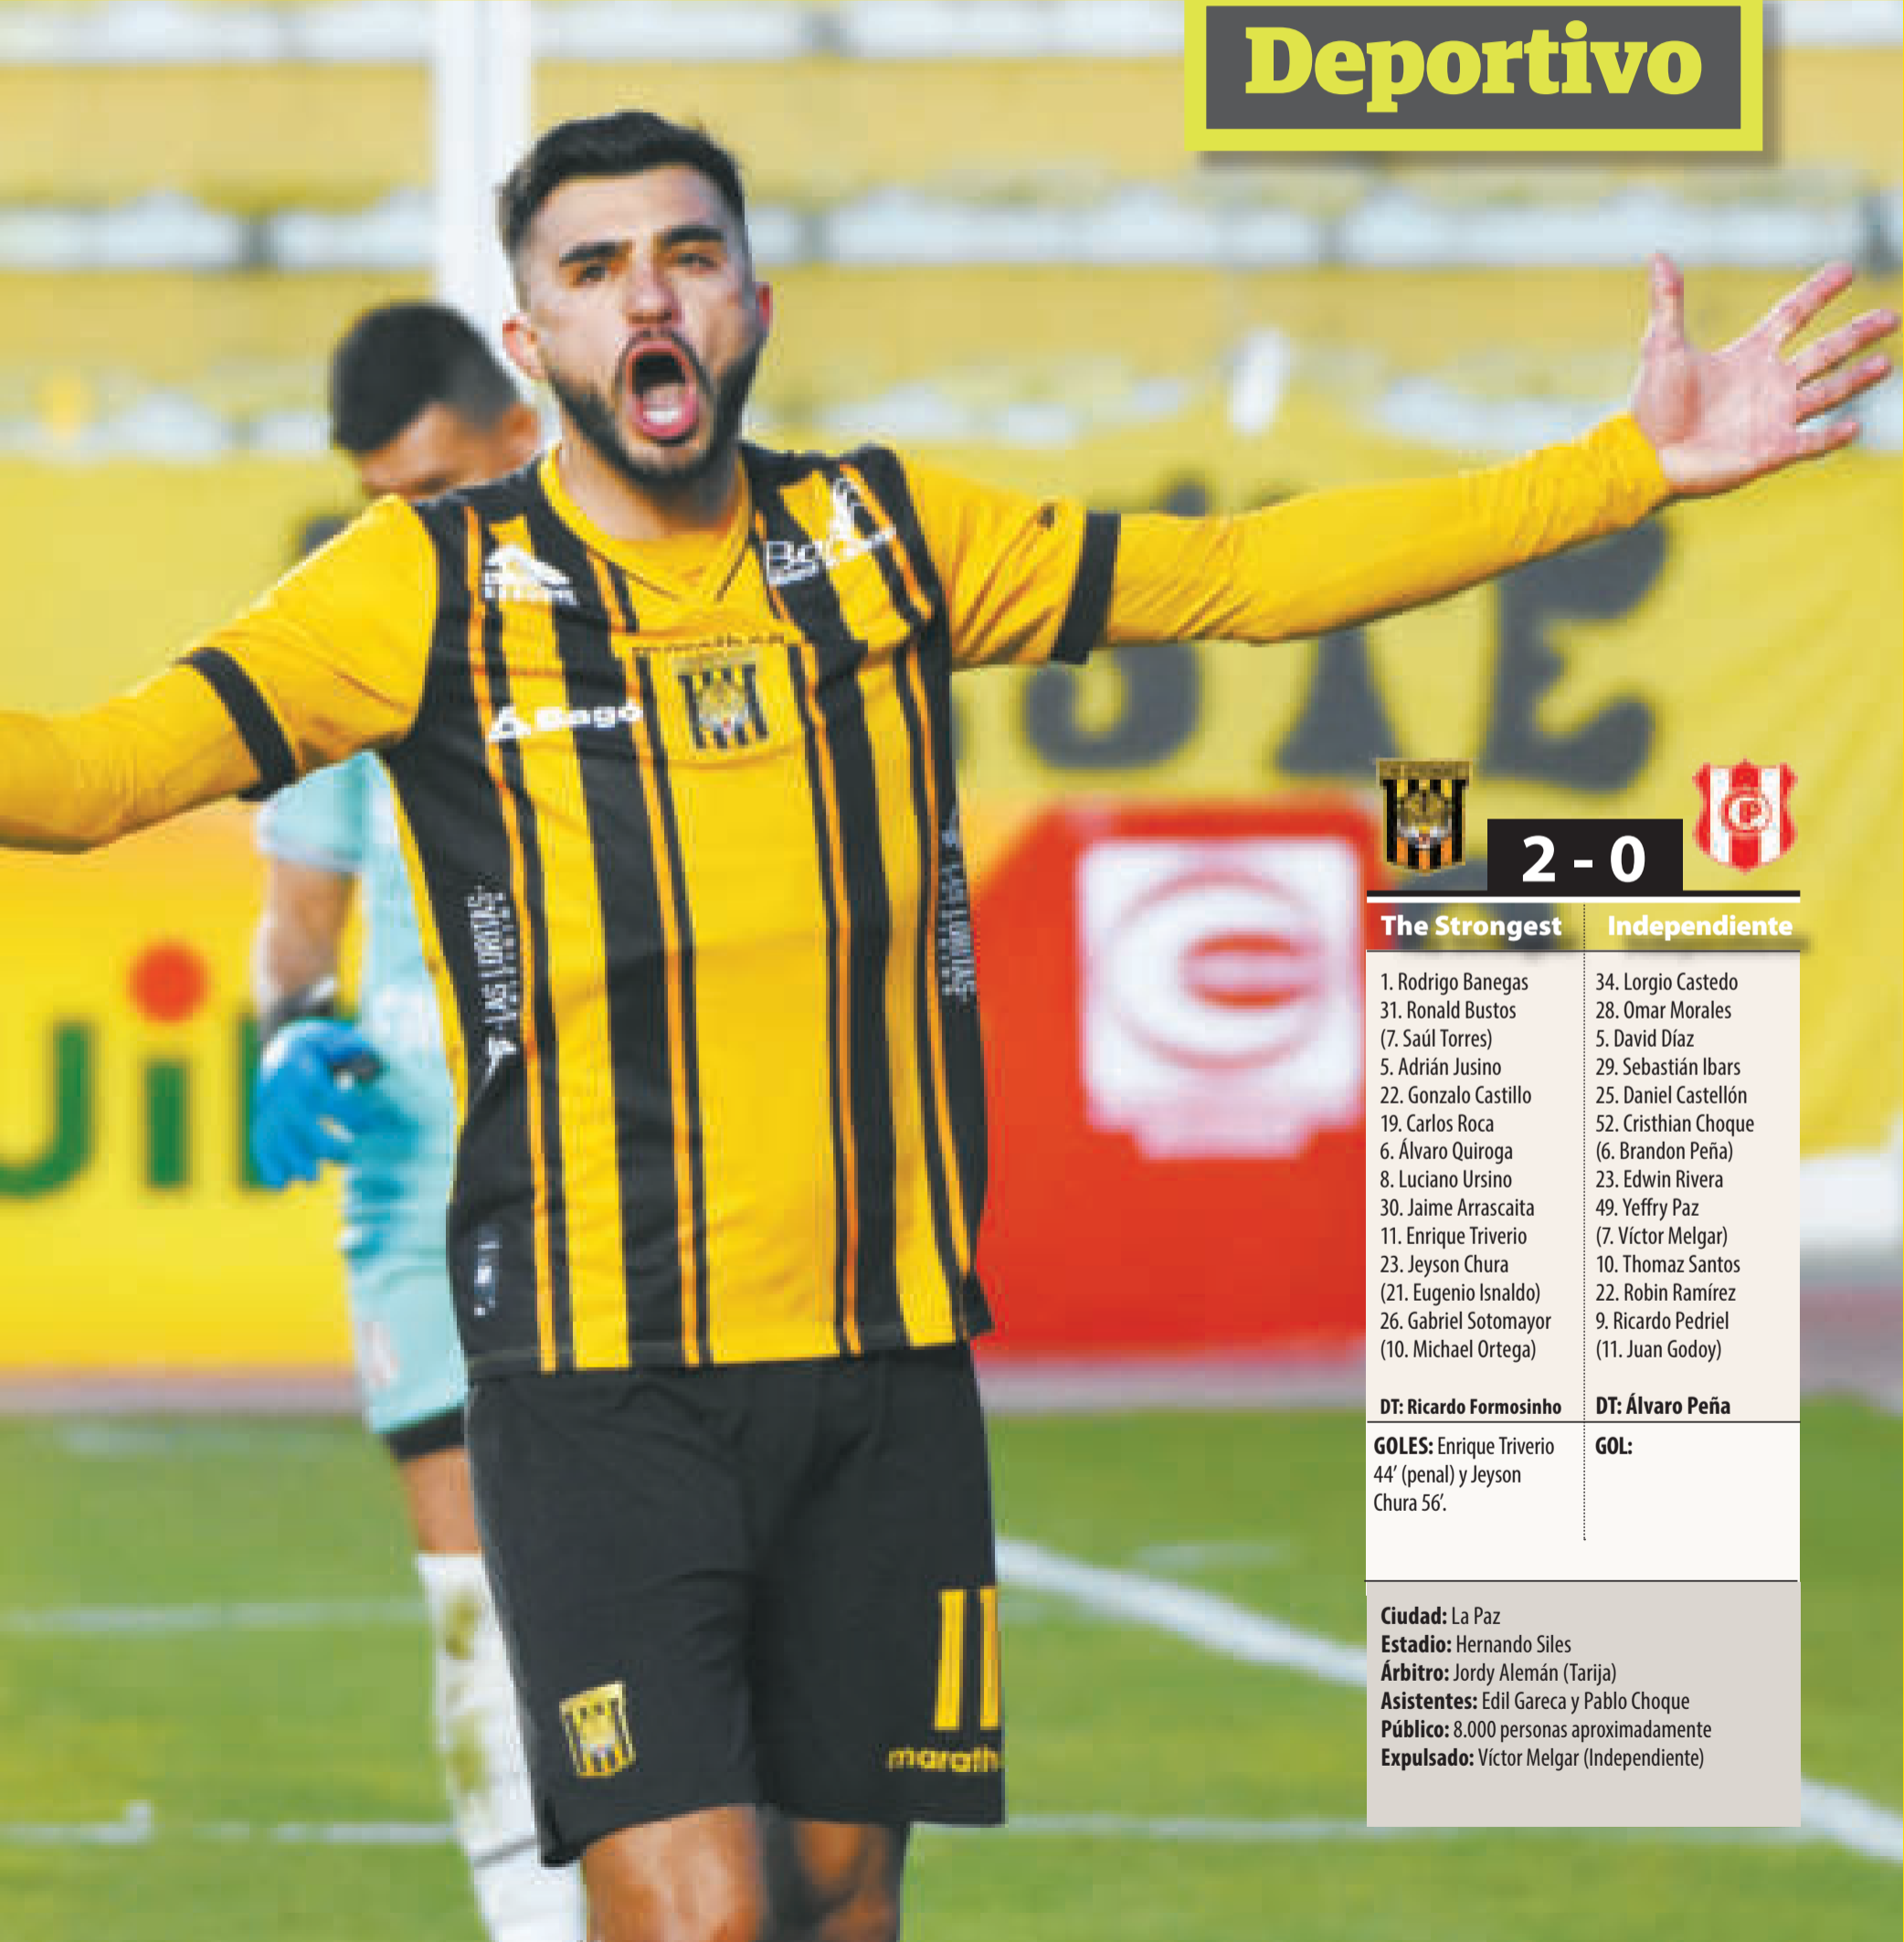 Deportivo
Bagó
11
marath
2 - 0
The Strongest
Independiente
1. Rodrigo Banegas
31. Ronald Bustos
(7. Saúl Torres)
5. Adrián Jusino
22. Gonzalo Castillo
19. Carlos Roca
6. Álvaro Quiroga
8. Luciano Ursino
30. Jaime Arrascaita
11. Enrique Triverio
23. Jeyson Chura
(21. Eugenio Isnaldo)
26. Gabriel Sotomayor
(10. Michael Ortega)
DT: Ricardo Formosinho
34. Lorgio Castedo
28. Omar Morales
5. David Díaz
29. Sebastián Ibars
25. Daniel Castellón
52. Cristhian Choque
(6. Brandon Peña)
23. Edwin Rivera
49. Yeffry Paz
(7. Víctor Melgar)
10. Thomaz Santos
22. Robin Ramírez
9. Ricardo Pedriel
(11. Juan Godoy)
DT: Álvaro Peña
GOLES: Enrique Triverio
44’ (penal) y Jeyson
Chura 56’.
GOL:
Ciudad: La Paz
Estadio: Hernando Siles
Árbitro: Jordy Alemán (Tarija)
Asistentes: Edil Gareca y Pablo Choque
Público: 8.000 personas aproximadamente
Expulsado: Víctor Melgar (Independiente)